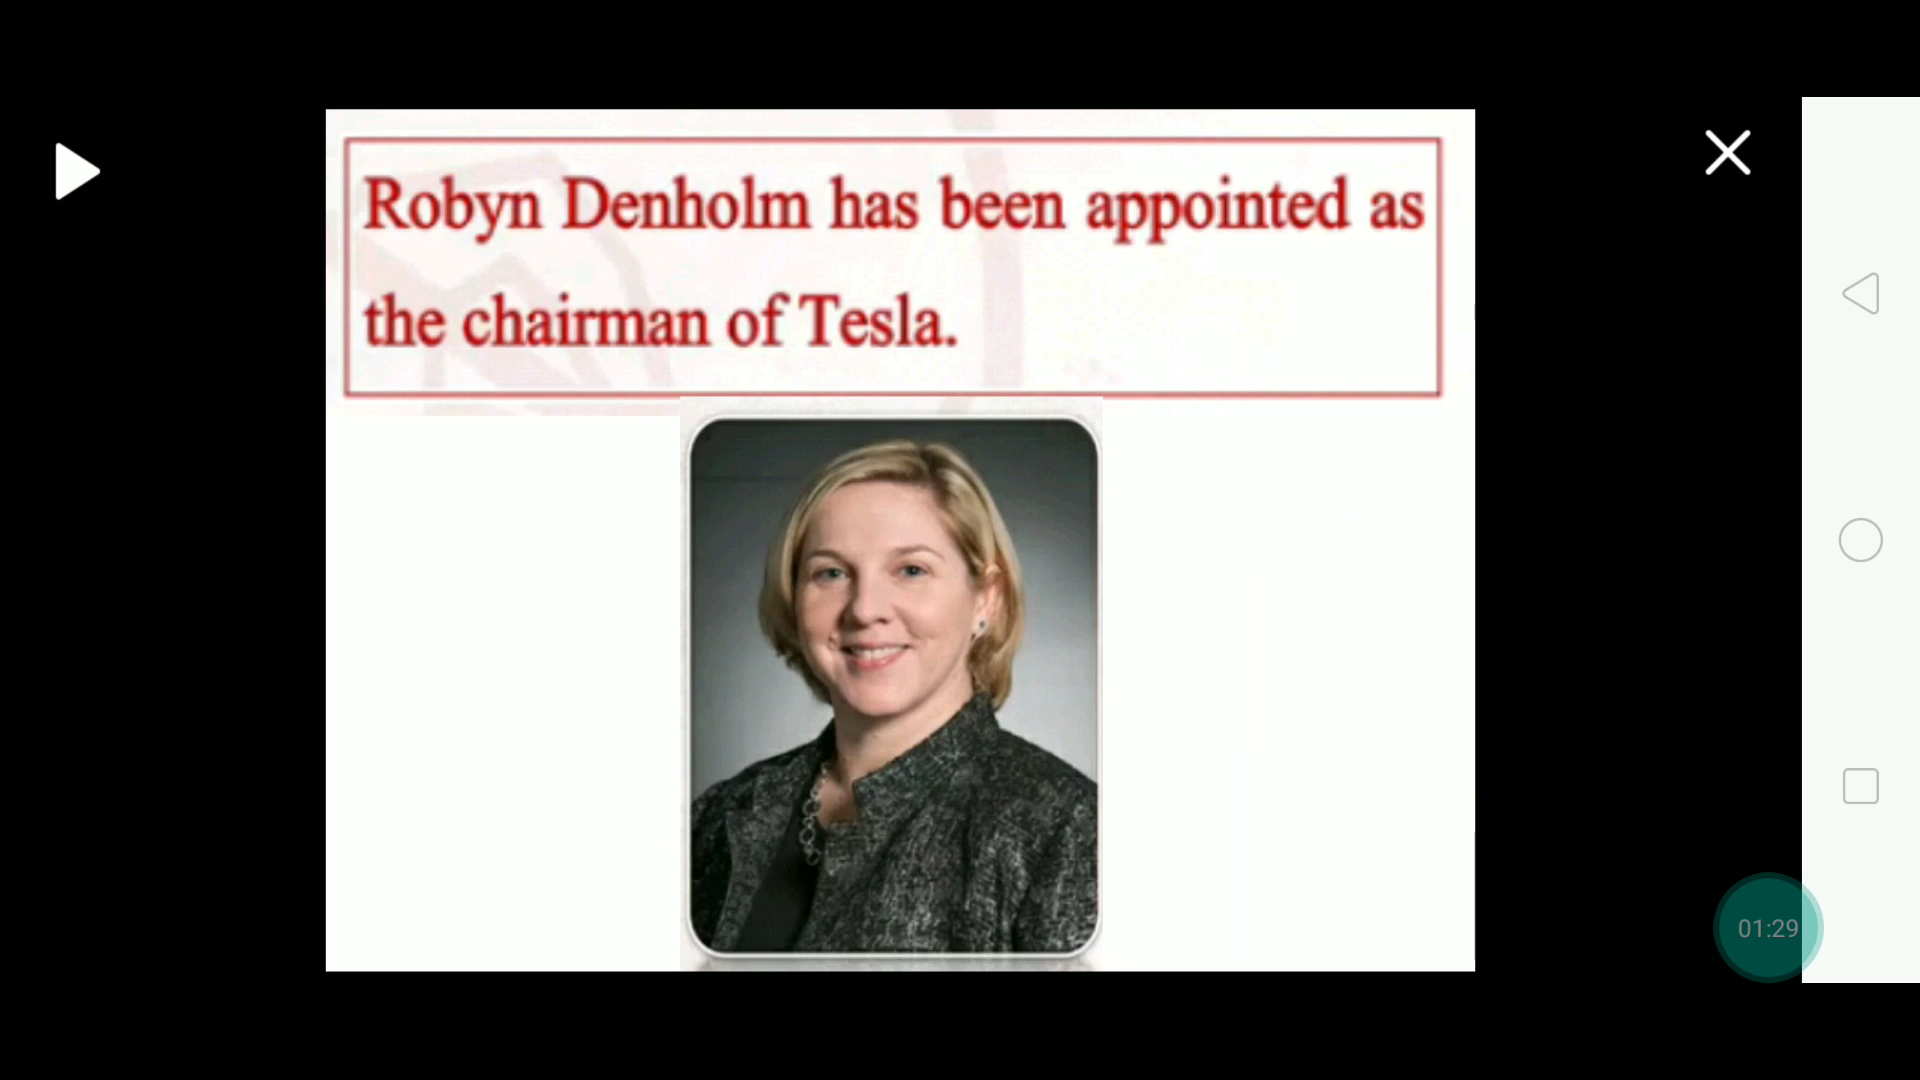 Robyn Denholm has been appointed as
the chairman of Tesla.
01:29